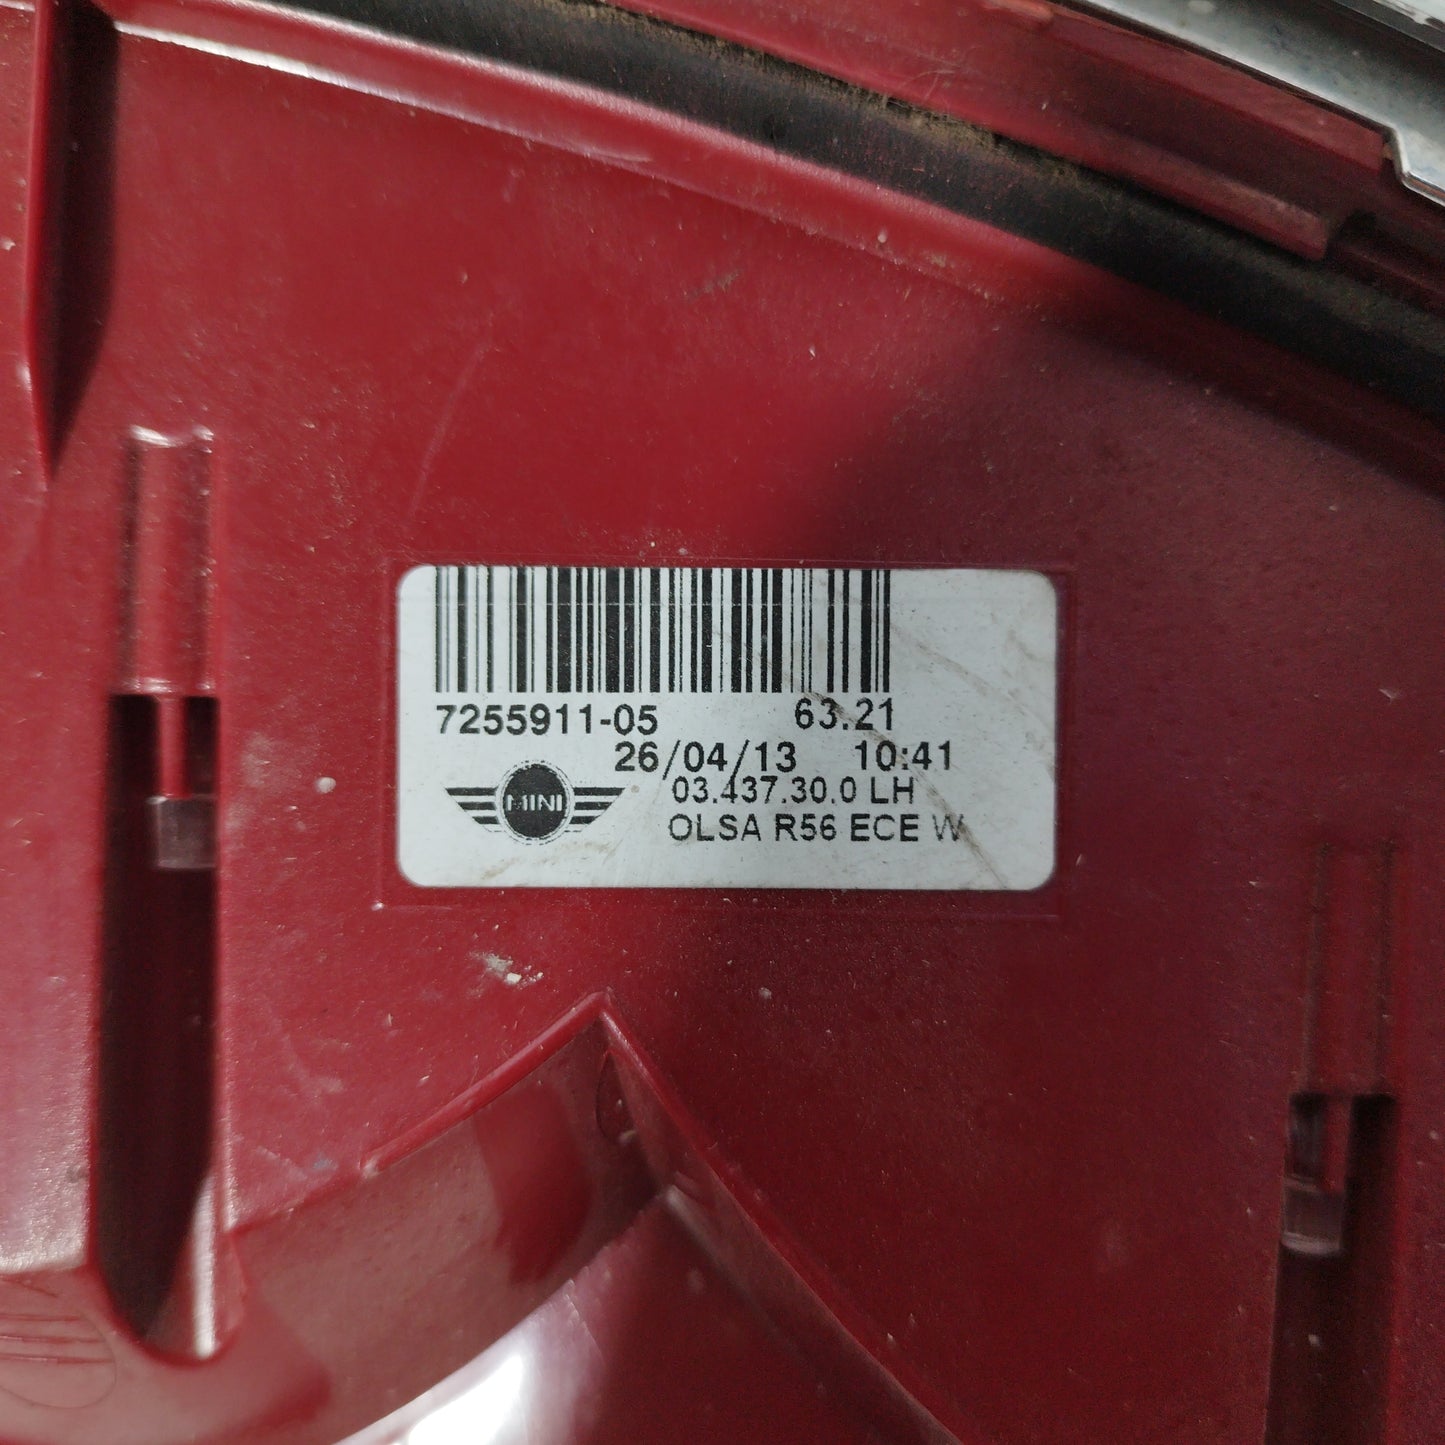 7255911-05 63.21
26/04/13 10:41
03.437.30.0 LH
MINI
OLSA R56 ECE W